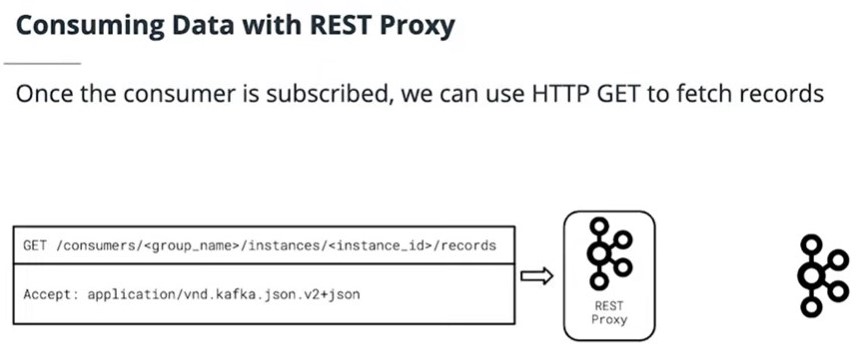 Consuming Data with REST Proxy
Once the consumer is subscribed, we can use HTTP GET to fetch records
GET /consumers/<group_name>/instances/<instance_id>/records
Accept: application/vnd.kafka.json.v2+json
REST
Proxy